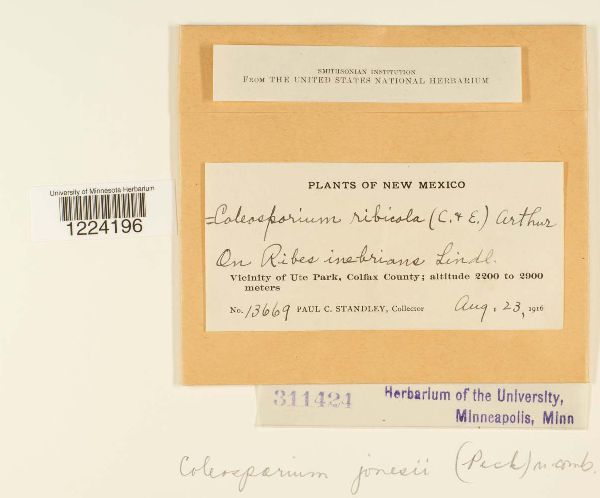 SMITHSONIAN INSTITUTION
FROM THE UNITED STATES NATIONAL HERBARIUM
PLANTS OF NEW MEXICO
=Coleosporium ribicola (C. & E.) Arthur
On Ribes inebrians Lindl.
Vicinity of Ute Park, Colfax County; altitude 2200 to 2900
meters
No. 13669 PAUL C. STANDLEY, Collector Aug. 23, 1916
University of Minnesota Herbarium
1224196
311424 Herbarium of the University,
Minneapolis, Minn
Coleosporium jonesii (Peck) n. comb.